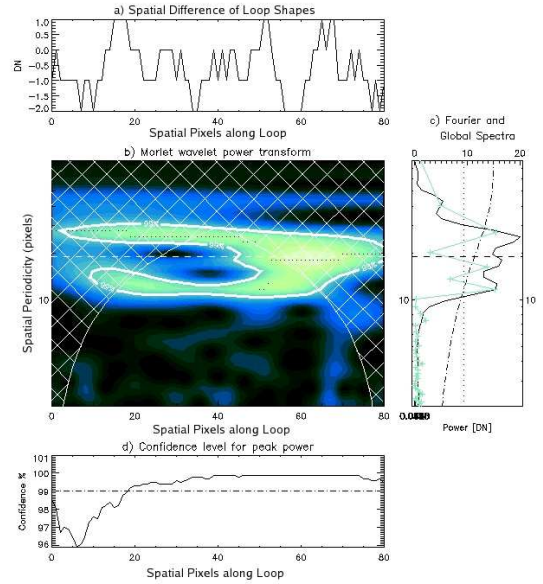 a) Spatial Difference of Loop Shapes
1.0
0.5
0.0
-0.5
-1.0
-1.5
-2.0
DN
0 20 40 60 80
Spatial Pixels along Loop
b) Morlet wavelet power transform
c) Fourier and
Global Spectra
0 10 20
Spatial Periodicity (pixels)
10
99%
99%
99%
99%
10
10
0 20 40 60 80
Spatial Pixels along Loop
Power [DN]
d) Confidence level for peak power
101
100
99
98
97
96
Confidence %
0 20 40 60 80
Spatial Pixels along Loop